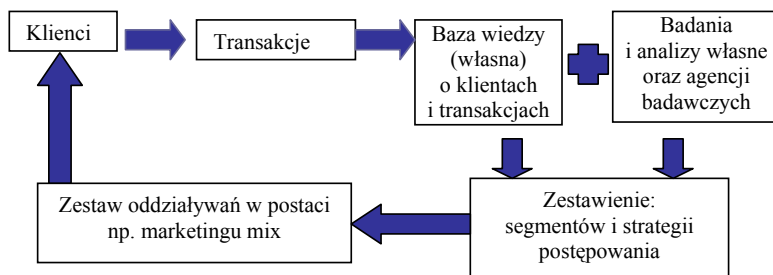 Klienci
Transakcje
Baza wiedzy
(własna)
o klientach
i transakcjach
Badania
i analizy własne
oraz agencji
badawczych
Zestaw oddziaływań w postaci
np. marketingu mix
Zestawienie:
segmentów i strategii
postępowania